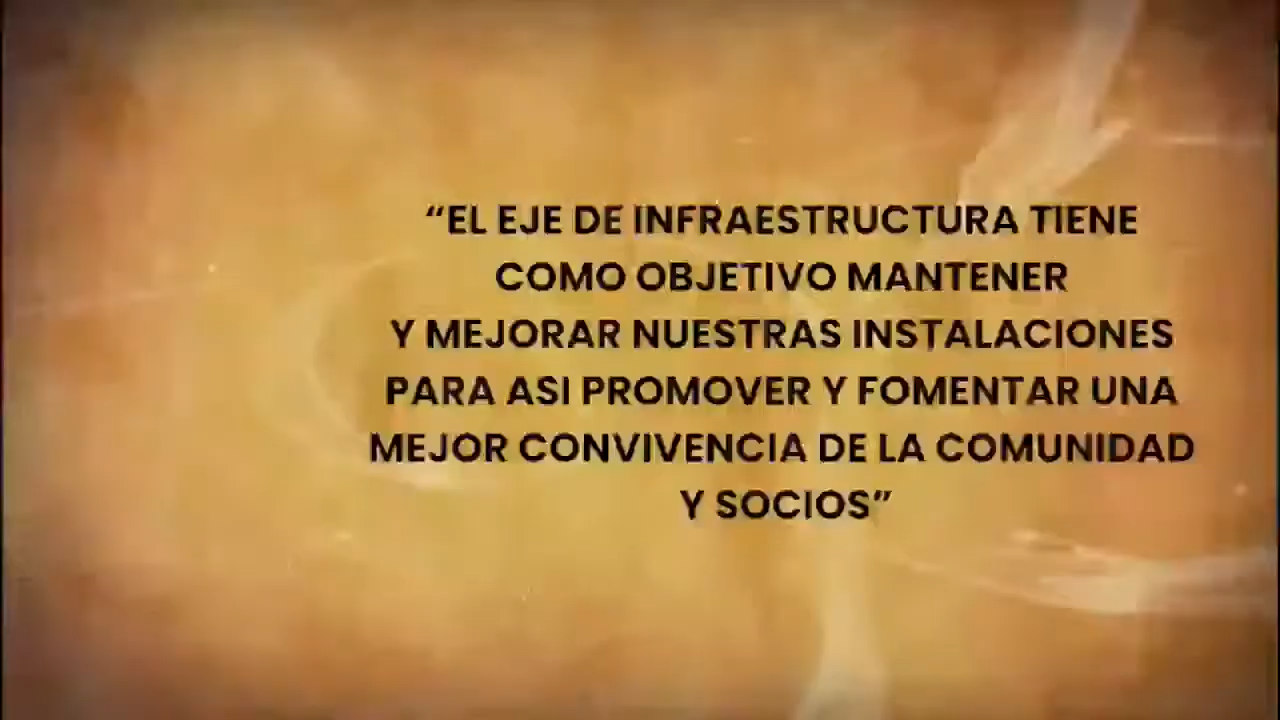 “EL EJE DE INFRAESTRUCTURA TIENE
COMO OBJETIVO MANTENER
Y MEJORAR NUESTRAS INSTALACIONES
PARA ASI PROMOVER Y FOMENTAR UNA
MEJOR CONVIVENCIA DE LA COMUNIDAD
Y SOCIOS”